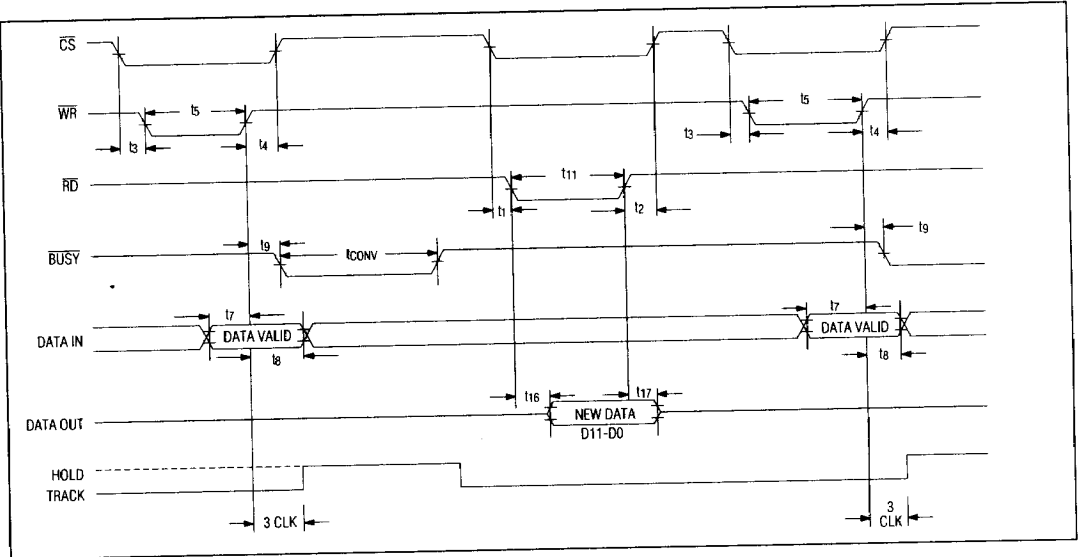 CS
WR
t5
t5
t3
t4
t3
t4
RD
t11
t1
t2
BUSY
t9
tCONV
t9
DATA IN
t7
DATA VALID
t8
t7
DATA VALID
t8
DATA OUT
t16
NEW DATA
t17
D11-D0
HOLD
TRACK
3 CLK
3
CLK